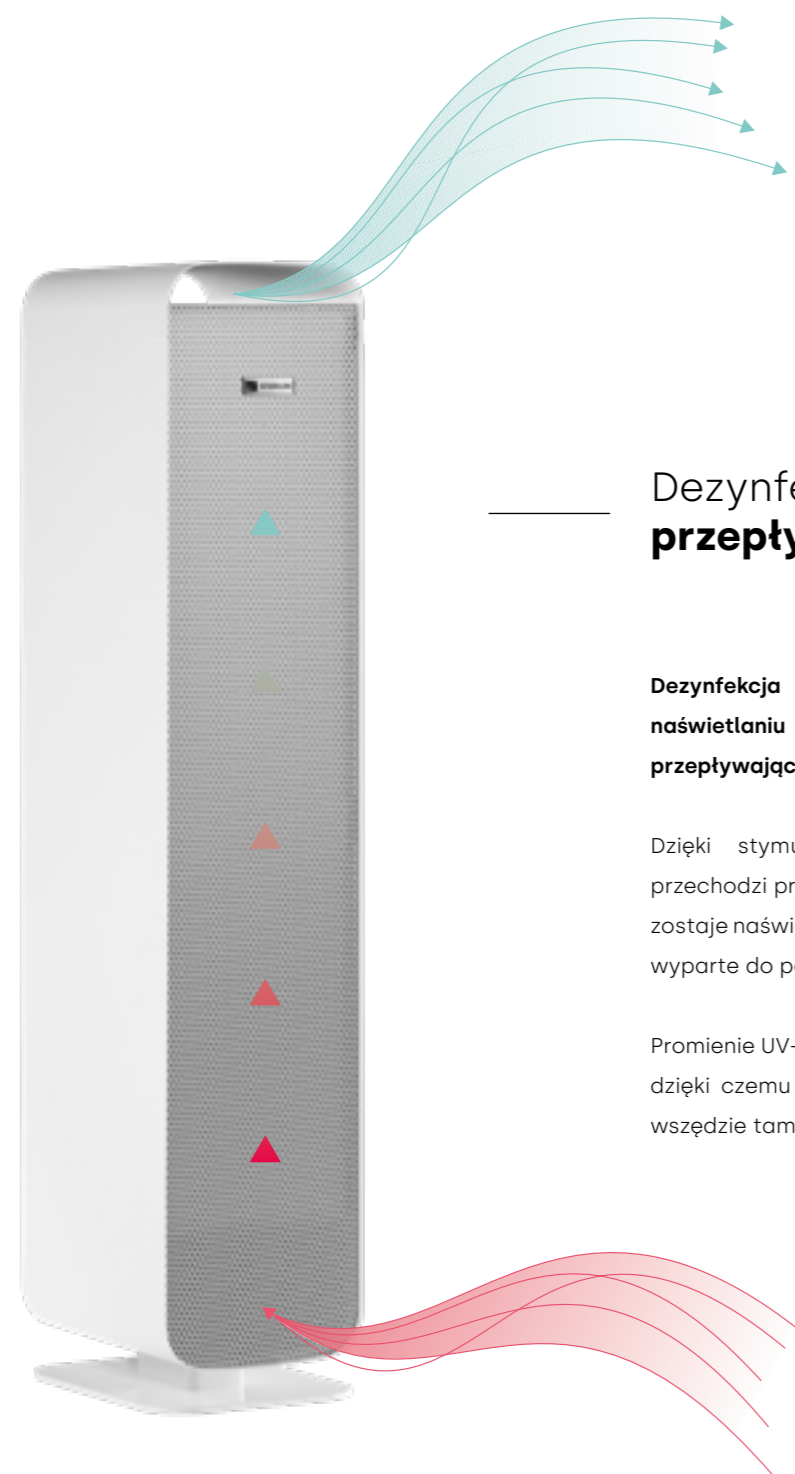 Dezynfe
przepły
Dezynfekcja
naświetlaniu
przepływając
Dzięki stymu
przechodzi pr
zostaje naświ
wyparte do p
Promienie UV-
dzięki czemu
wszędzie tam